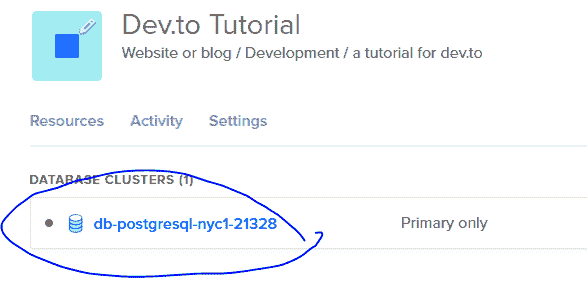 Dev.to Tutorial
Website or blog / Development / a tutorial for dev.to
Resources Activity Settings
DATABASE CLUSTERS (1)
db-postgresql-nyc1-21328 Primary only